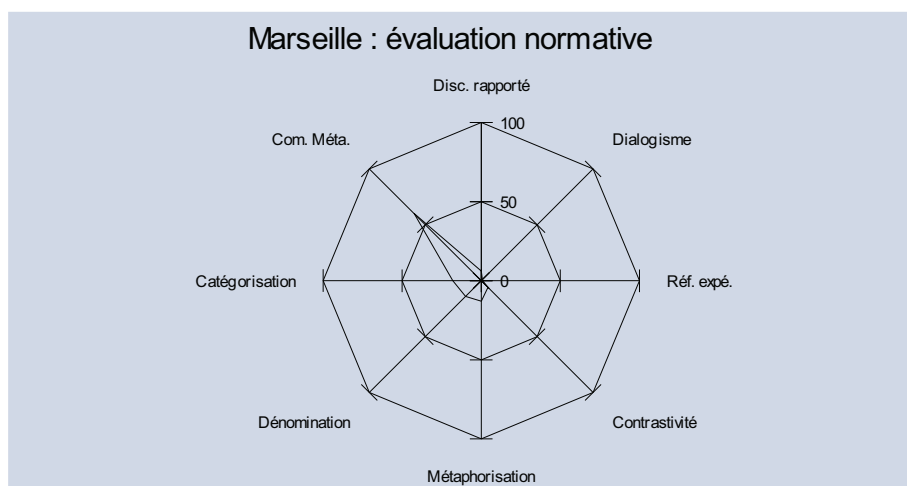 Marseille : évaluation normative
Disc. rapporté
100
Com. Méta.
Dialogisme
50
Catégorisation
0
Réf. expé.
Dénomination
Contrastivité
Métaphorisation